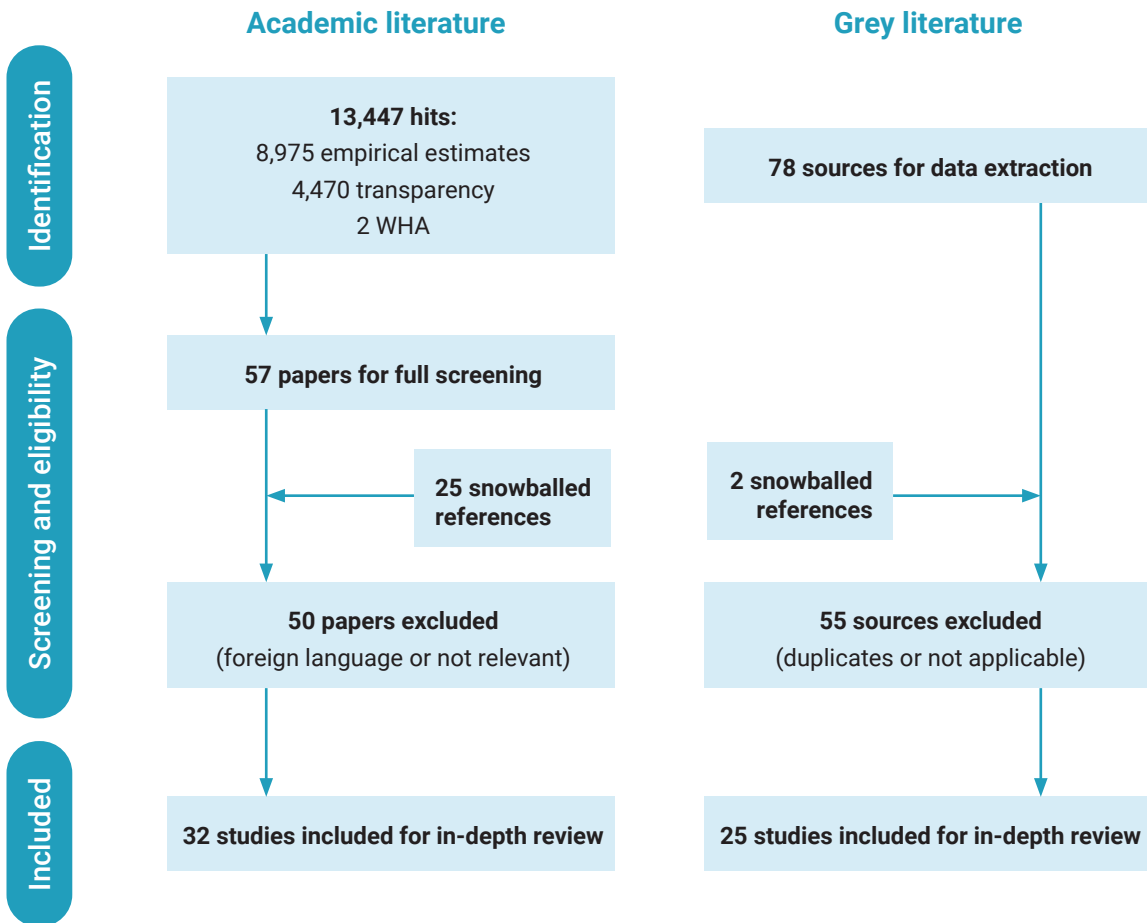 Academic literature
Grey literature
Identification
13,447 hits:
8,975 empirical estimates
4,470 transparency
2 WHA
78 sources for data extraction
Screening and eligibility
57 papers for full screening
25 snowballed
references
2 snowballed
references
50 papers excluded
(foreign language or not relevant)
55 sources excluded
(duplicates or not applicable)
Included
32 studies included for in-depth review
25 studies included for in-depth review